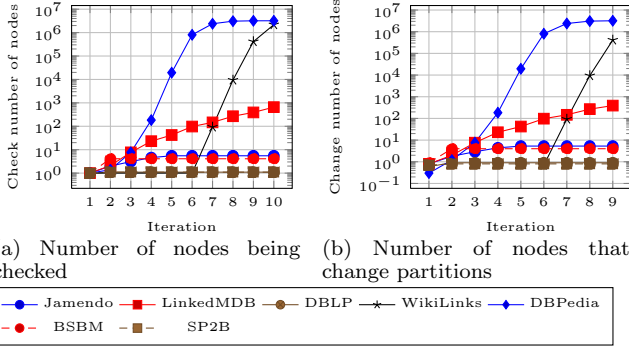 Check number of nodes
10^7
10^6
10^5
10^4
10^3
10^2
10^1
10^0
1 2 3 4 5 6 7 8 9 10
Iteration
a) Number of nodes being
checked
Change number of nodes
10^7
10^6
10^5
10^4
10^3
10^2
10^1
10^0
10^−1
1 2 3 4 5 6 7 8 9
Iteration
(b) Number of nodes that
change partitions
Jamendo LinkedMDB DBLP WikiLinks DBPedia
BSBM SP2B